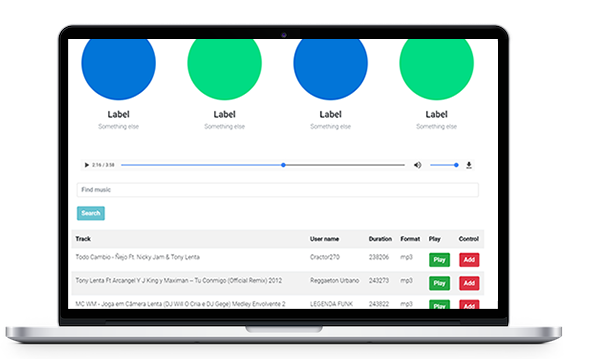 Label Label Label Label
Something else Something else Something else Something else
2:16 / 3:58
Find music
Search
Track User name Duration Format Play Control
Todo Cambio - Ñejo Ft. Nicky Jam & Tony Lenta Cractor270 238206 mp3 Play Add
Tony Lenta Ft Arcangel Y J King y Maximan – Tu Conmigo (Official Remix) 2012 Reggaeton Urbano 243273 mp3 Play Add
MC WM - Joga em Câmera Lenta (DJ Will O Cria e DJ Gege) Medley Envolvente 2 LEGENDA FUNK 243822 mp3 Play Add